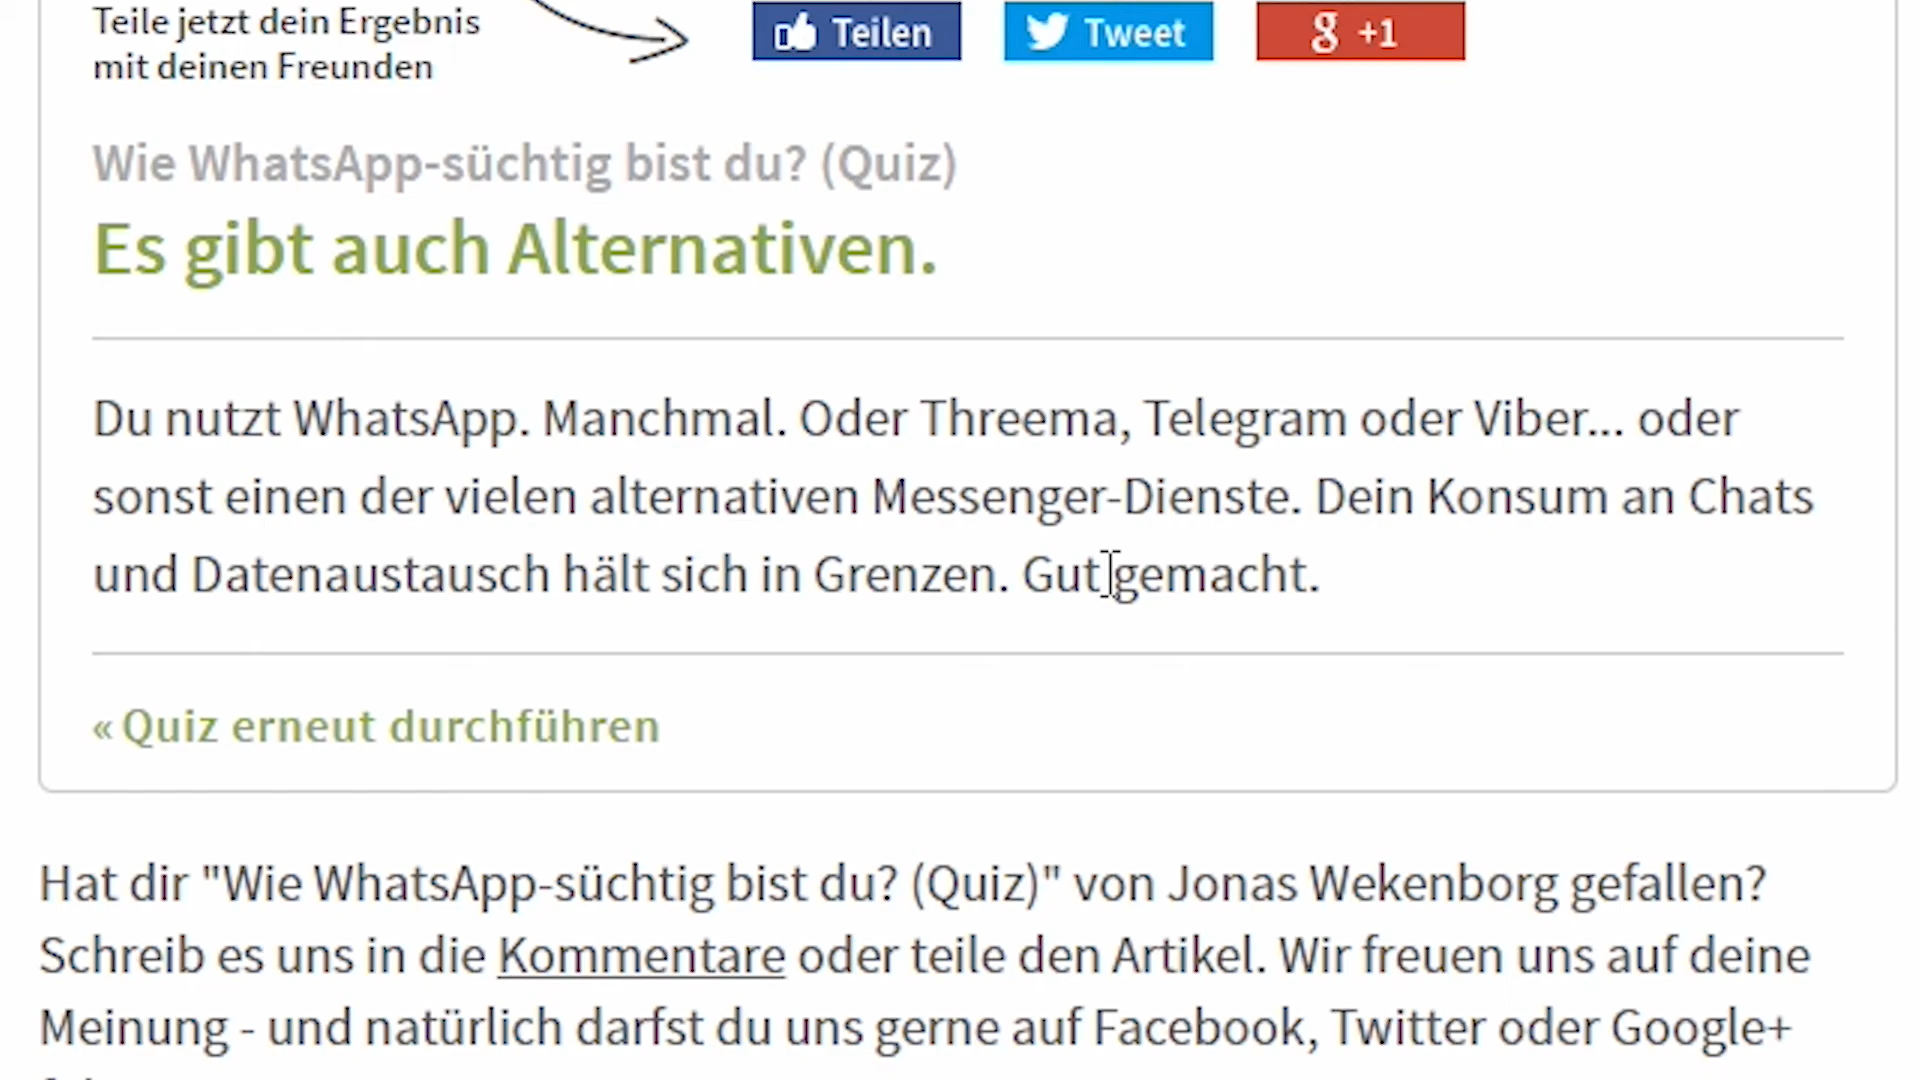 Teile jetzt dein Ergebnis
mit deinen Freunden
Teilen
Tweet
g +1
Wie WhatsApp-süchtig bist du? (Quiz)
Es gibt auch Alternativen.
Du nutzt WhatsApp. Manchmal. Oder Threema, Telegram oder Viber... oder
sonst einen der vielen alternativen Messenger-Dienste. Dein Konsum an Chats
und Datenaustausch hält sich in Grenzen. Gut gemacht.
« Quiz erneut durchführen
Hat dir "Wie WhatsApp-süchtig bist du? (Quiz)" von Jonas Wekenborg gefallen?
Schreib es uns in die Kommentare oder teile den Artikel. Wir freuen uns auf deine
Meinung - und natürlich darfst du uns gerne auf Facebook, Twitter oder Google+